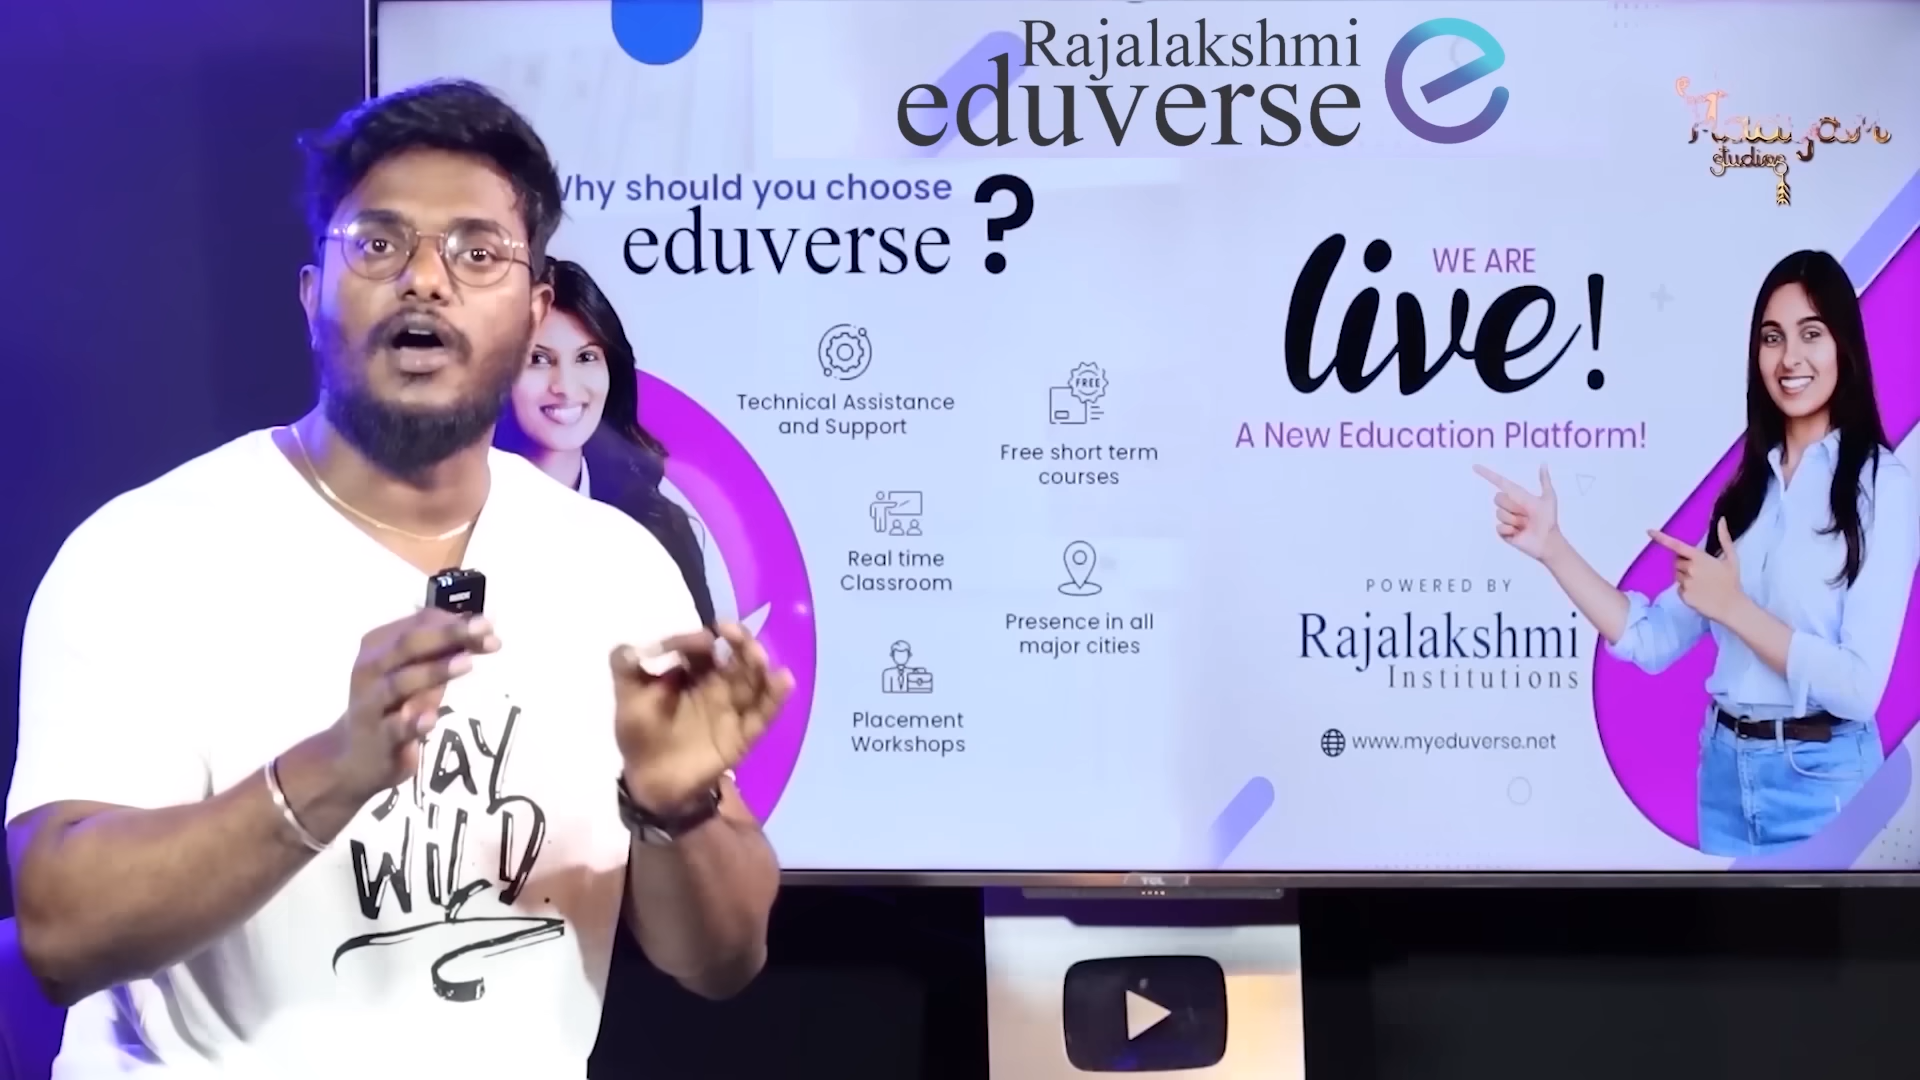 Rajalakshmi
eduverse
Why should you choose
eduverse ?
Technical Assistance
and Support
FREE
Free short term
courses
Real time
Classroom
Presence in all
major cities
Placement
Workshops
WE ARE
live!
A New Education Platform!
POWERED BY
Rajalakshmi
Institutions
www.myeduverse.net
studios
TCL
WILD.